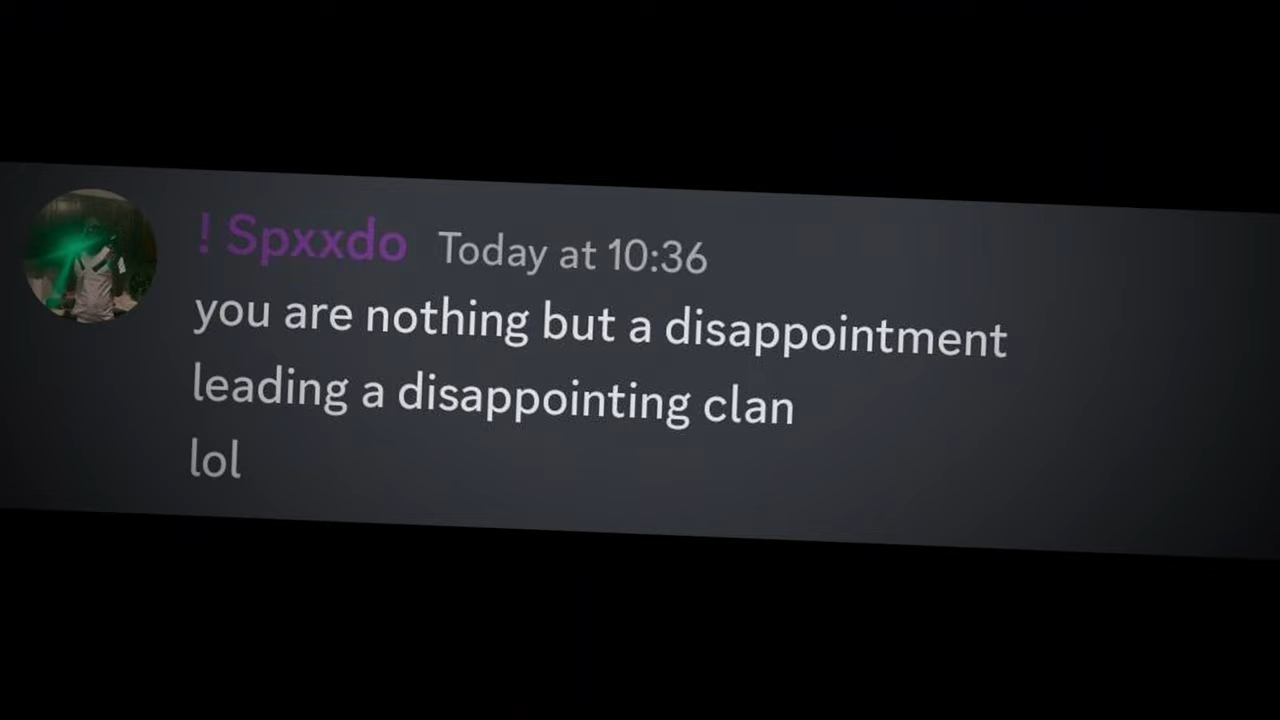 ! Spxxdo Today at 10:36
you are nothing but a disappointment
leading a disappointing clan
lol